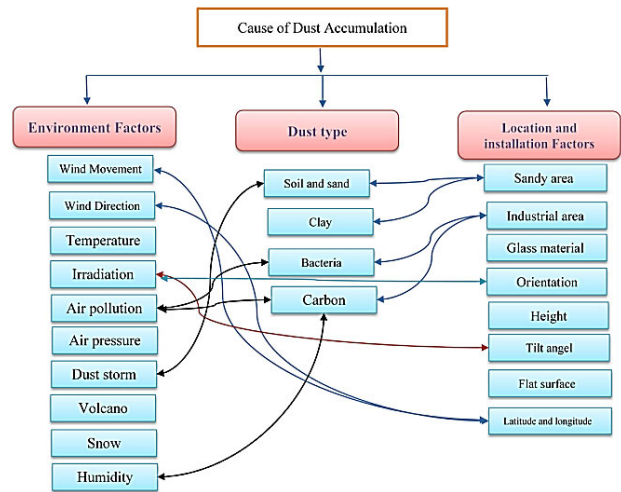 Cause of Dust Accumulation
Environment Factors
Dust type
Location and
installation Factors
Wind Movement
Wind Direction
Temperature
Irradiation
Air pollution
Air pressure
Dust storm
Volcano
Snow
Humidity
Soil and sand
Clay
Bacteria
Carbon
Sandy area
Industrial area
Glass material
Orientation
Height
Tilt angel
Flat surface
Latitude and longitude